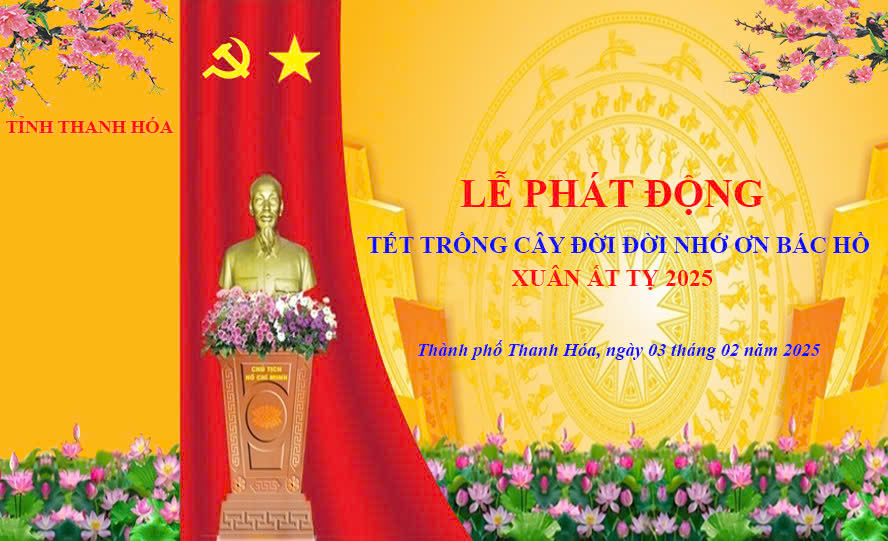 TỈNH THANH HÓA
LỄ PHÁT ĐỘNG
TẾT TRỒNG CÂY ĐỜI ĐỜI NHỚ ƠN BÁC HỒ
XUÂN ẤT TỴ 2025
Thành phố Thanh Hóa, ngày 03 tháng 02 năm 2025
CHỦ TỊCH
HỒ CHÍ MINH